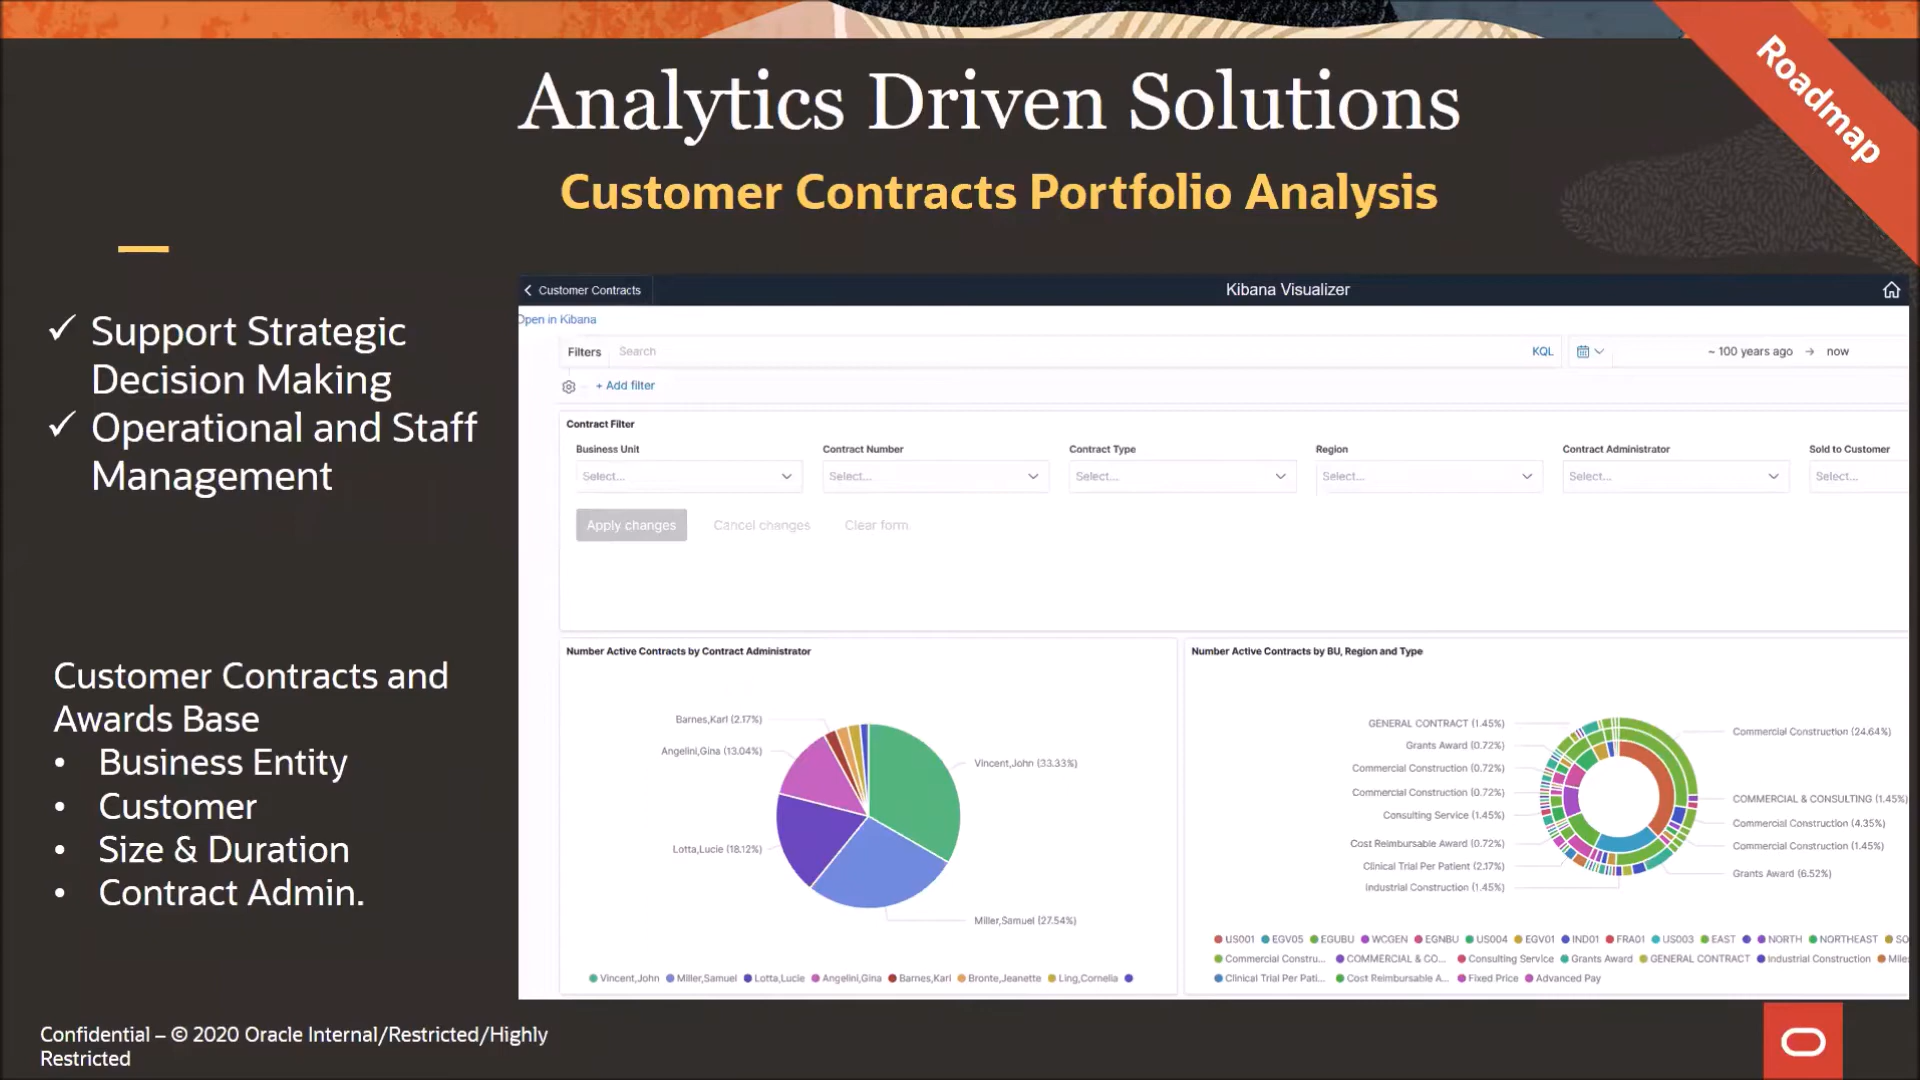 Analytics Driven Solutions
Roadmap
Customer Contracts Portfolio Analysis
✓ Support Strategic
Decision Making
✓ Operational and Staff
Management
Customer Contracts and
Awards Base
• Business Entity
• Customer
• Size & Duration
• Contract Admin.
Customer Contracts
Kibana Visualizer
Open in Kibana
Filters Search KQL ~ 100 years ago → now
+ Add filter
Contract Filter
Business Unit Contract Number Contract Type Region Contract Administrator Sold to Customer
Select... Select... Select... Select... Select... Select...
Apply changes Cancel changes Clear form
Number Active Contracts by Contract Administrator
Barnes,Karl (2.17%)
Angelini,Gina (13.04%)
Vincent,John (33.33%)
Lotta,Lucie (18.12%)
Miller,Samuel (27.54%)
Vincent,John Miller,Samuel Lotta,Lucie Angelini,Gina Barnes,Karl Bronte,Jeanette Ling,Cornelia
Number Active Contracts by BU, Region and Type
GENERAL CONTRACT (1.45%)
Grants Award (0.72%)
Commercial Construction (0.72%)
Commercial Construction (0.72%)
Consulting Service (1.45%)
Cost Reimbursable Award (0.72%)
Clinical Trial Per Patient (2.17%)
Industrial Construction (1.45%)
Commercial Construction (24.64%)
COMMERCIAL & CONSULTING (1.45%)
Commercial Construction (4.35%)
Commercial Construction (1.45%)
Grants Award (6.52%)
US001 EGV05 EGUBU WCGEN EGNBU US004 EGV01 IND01 FRA01 US003 EAST NORTH NORTHEAST SO
Commercial Constru... COMMERCIAL & CO... Consulting Service Grants Award GENERAL CONTRACT Industrial Construction Miles
Clinical Trial Per Pati... Cost Reimbursable A... Fixed Price Advanced Pay
Confidential – © 2020 Oracle Internal/Restricted/Highly
Restricted